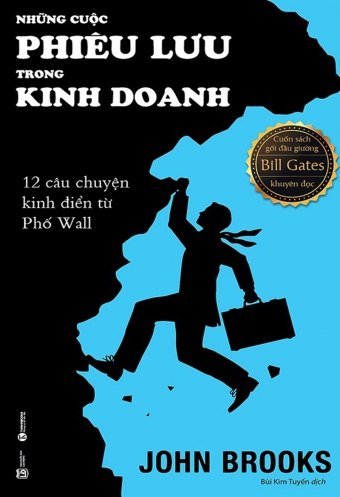 NHỮNG CUỘC
PHIÊU LƯU
TRONG
KINH DOANH
Cuốn sách
gối đầu giường
Bill Gates
khuyên đọc
12 câu chuyện
kinh điển từ
Phố Wall
JOHN BROOKS
Bùi Kim Tuyến dịch